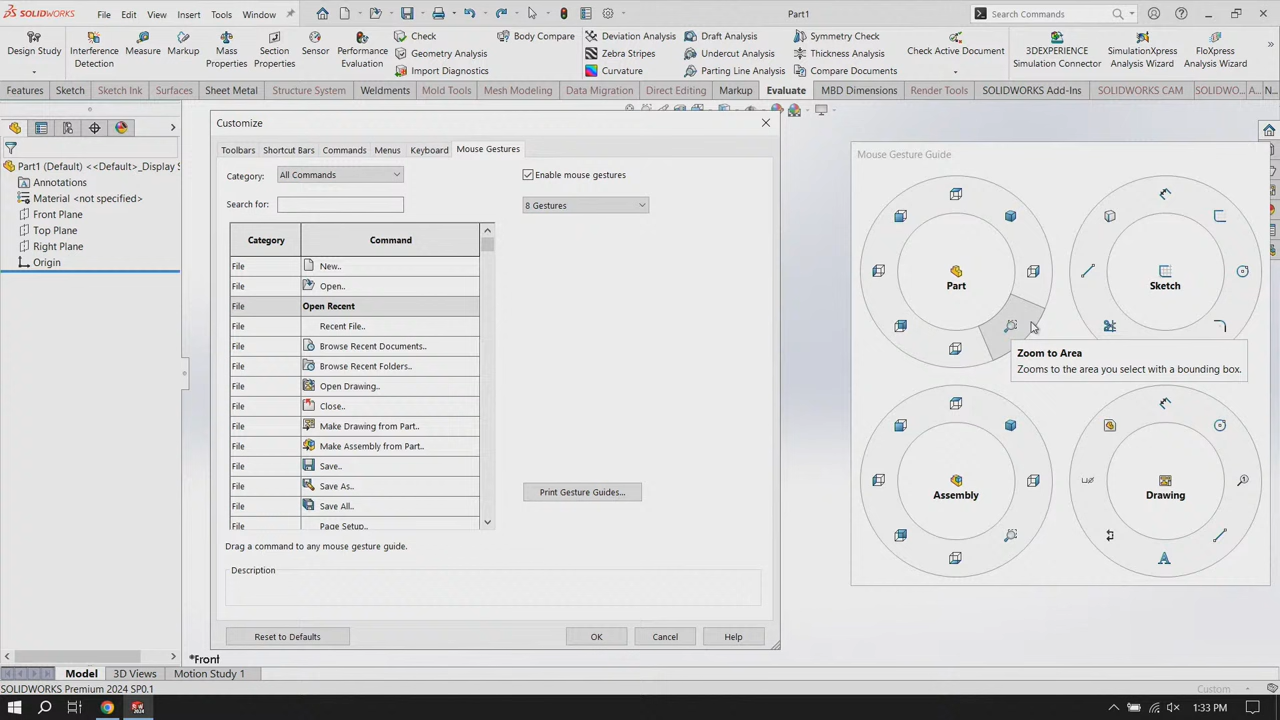 SOLIDWORKS File Edit View Insert Tools Window Part1 Search Commands
Design Study
Interference Detection
Measure
Markup
Mass Properties
Section Properties
Sensor
Performance Evaluation
Check
Geometry Analysis
Import Diagnostics
Body Compare
Deviation Analysis
Zebra Stripes
Curvature
Draft Analysis
Undercut Analysis
Parting Line Analysis
Symmetry Check
Thickness Analysis
Compare Documents
Check Active Document
3DEXPERIENCE Simulation Connector
SimulationXpress Analysis Wizard
FloXpress Analysis Wizard
Features Sketch Sketch Ink Surfaces Sheet Metal Structure System Weldments Mold Tools Mesh Modeling Data Migration Direct Editing Markup Evaluate MBD Dimensions Render Tools SOLIDWORKS Add-Ins SOLIDWORKS CAM SOLIDWO... A... N...
Part1 (Default) <<Default>_Display S
Annotations
Material <not specified>
Front Plane
Top Plane
Right Plane
Origin
Customize
Toolbars Shortcut Bars Commands Menus Keyboard Mouse Gestures
Category: All Commands
Enable mouse gestures
Search for:
8 Gestures
Category Command
File New..
File Open..
File Open Recent
File Recent File..
File Browse Recent Documents..
File Browse Recent Folders..
File Open Drawing..
File Close..
File Make Drawing from Part..
File Make Assembly from Part..
File Save..
File Save As..
File Save All..
File Page Setup..
Print Gesture Guides...
Drag a command to any mouse gesture guide.
Description
Reset to Defaults OK Cancel Help
Mouse Gesture Guide
Part
Sketch
Zoom to Area
Zooms to the area you select with a bounding box.
Assembly
Drawing
*Front
Model 3D Views Motion Study 1
SOLIDWORKS Premium 2024 SP0.1
Custom
1:33 PM